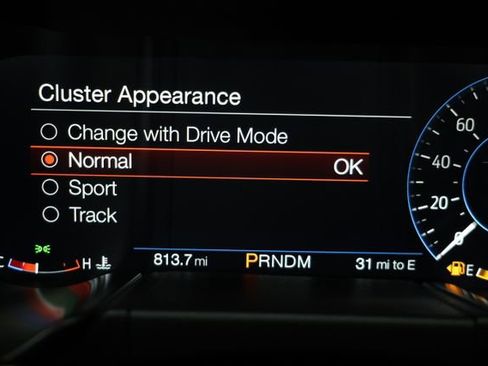 Cluster Appearance
Change with Drive Mode
Normal OK
Sport
Track
60
40
20
0
C H
813.7 mi PRNDM 31 mi to E
E